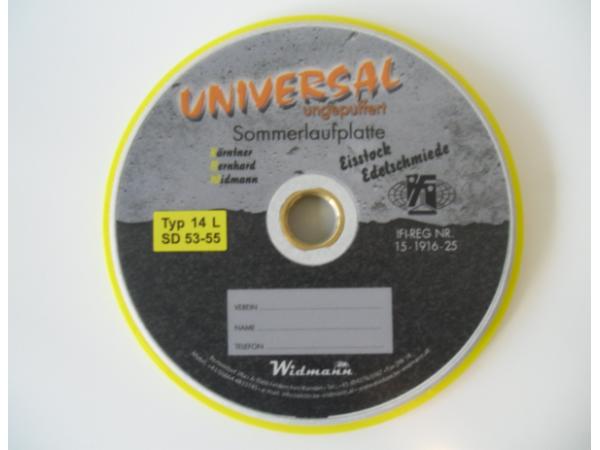 UNIVERSAL
ungepuffert
Sommerlaufplatte
Kärntner
Bernhard
Widmann
Eisstock
Edelschmiede
Typ 14 L
SD 53-55
IFI-REG NR.
15-1916-25
VEREIN
NAME
TELEFON
Widmann